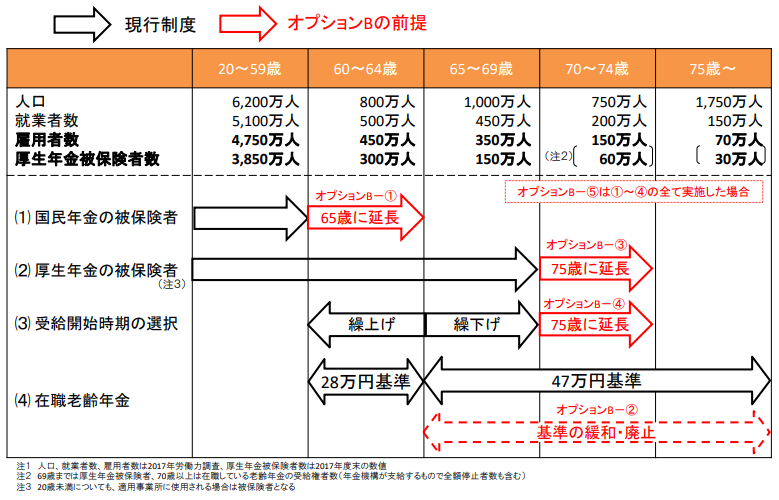 現行制度 オプションBの前提
20～59歳 60～64歳 65～69歳 70～74歳 75歳～
人口 6,200万人 800万人 1,000万人 750万人 1,750万人
就業者数 5,100万人 500万人 450万人 200万人 150万人
雇用者数 4,750万人 450万人 350万人 150万人 70万人
厚生年金被保険者数 3,850万人 300万人 150万人 (注2) 60万人 30万人
オプションB－⑤は①～④の全て実施した場合
オプションB－①
⑴ 国民年金の被保険者 65歳に延長
オプションB－③
⑵ 厚生年金の被保険者 75歳に延長
(注3)
オプションB－④
⑶ 受給開始時期の選択 繰上げ 繰下げ 75歳に延長
28万円基準 47万円基準
⑷ 在職老齢年金
オプションB－②
基準の緩和・廃止
注1 人口、就業者数、雇用者数は2017年労働力調査、厚生年金被保険者数は2017年度末の数値
注2 69歳までは厚生年金被保険者、70歳以上は在職している老齢年金の受給権者数（年金機構が支給するもので全額停止者数も含む）
注3 20歳未満についても、適用事業所に使用される場合は被保険者となる